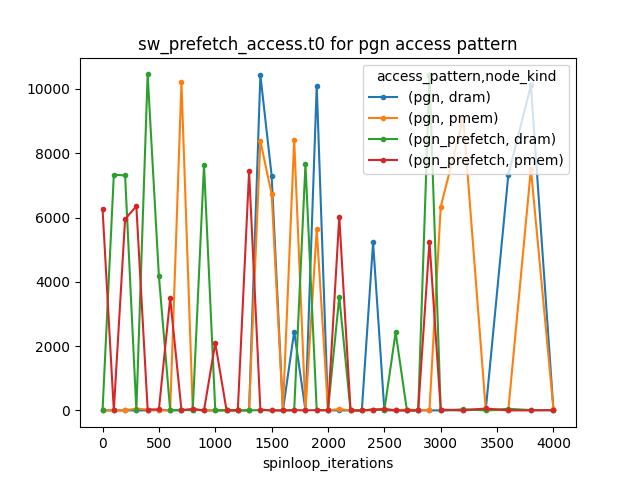 sw_prefetch_access.t0 for pgn access pattern
access_pattern,node_kind
(pgn, dram)
(pgn, pmem)
(pgn_prefetch, dram)
(pgn_prefetch, pmem)
10000
8000
6000
4000
2000
0
0 500 1000 1500 2000 2500 3000 3500 4000
spinloop_iterations